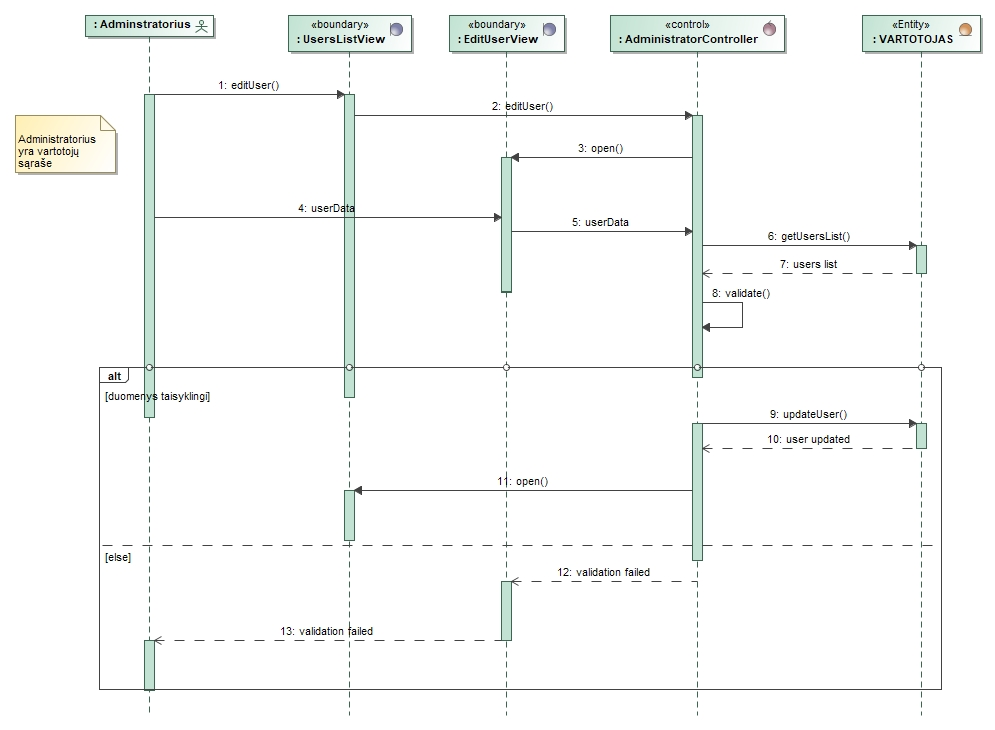 : Adminstratorius
«boundary»
: UsersListView
«boundary»
: EditUserView
«control»
: AdministratorController
«Entity»
: VARTOTOJAS
1: editUser()
2: editUser()
Administratorius
yra vartotojų
sąraše
3: open()
4: userData
5: userData
6: getUsersList()
7: users list
8: validate()
alt
[duomenys taisyklingi]
9: updateUser()
10: user updated
11: open()
[else]
12: validation failed
13: validation failed